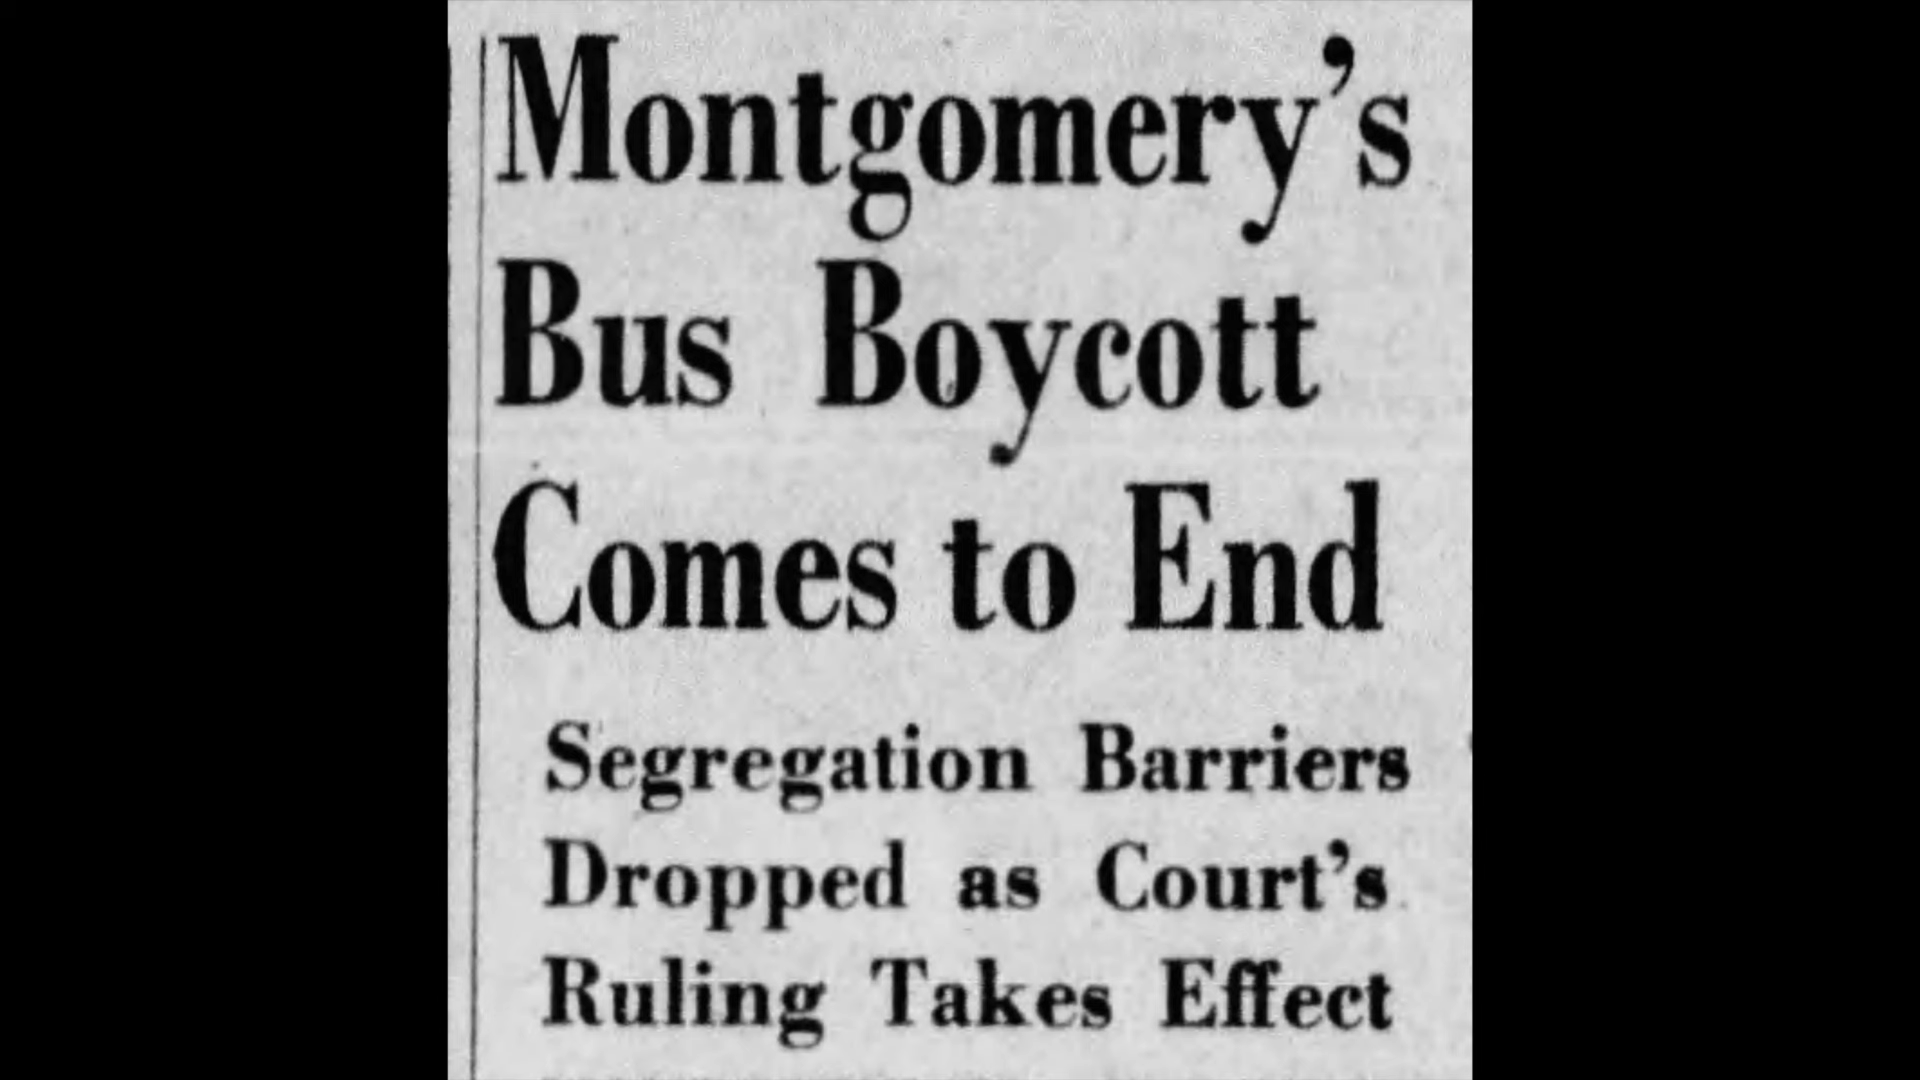 Montgomery's
Bus Boycott
Comes to End
Segregation Barriers
Dropped as Court's
Ruling Takes Effect